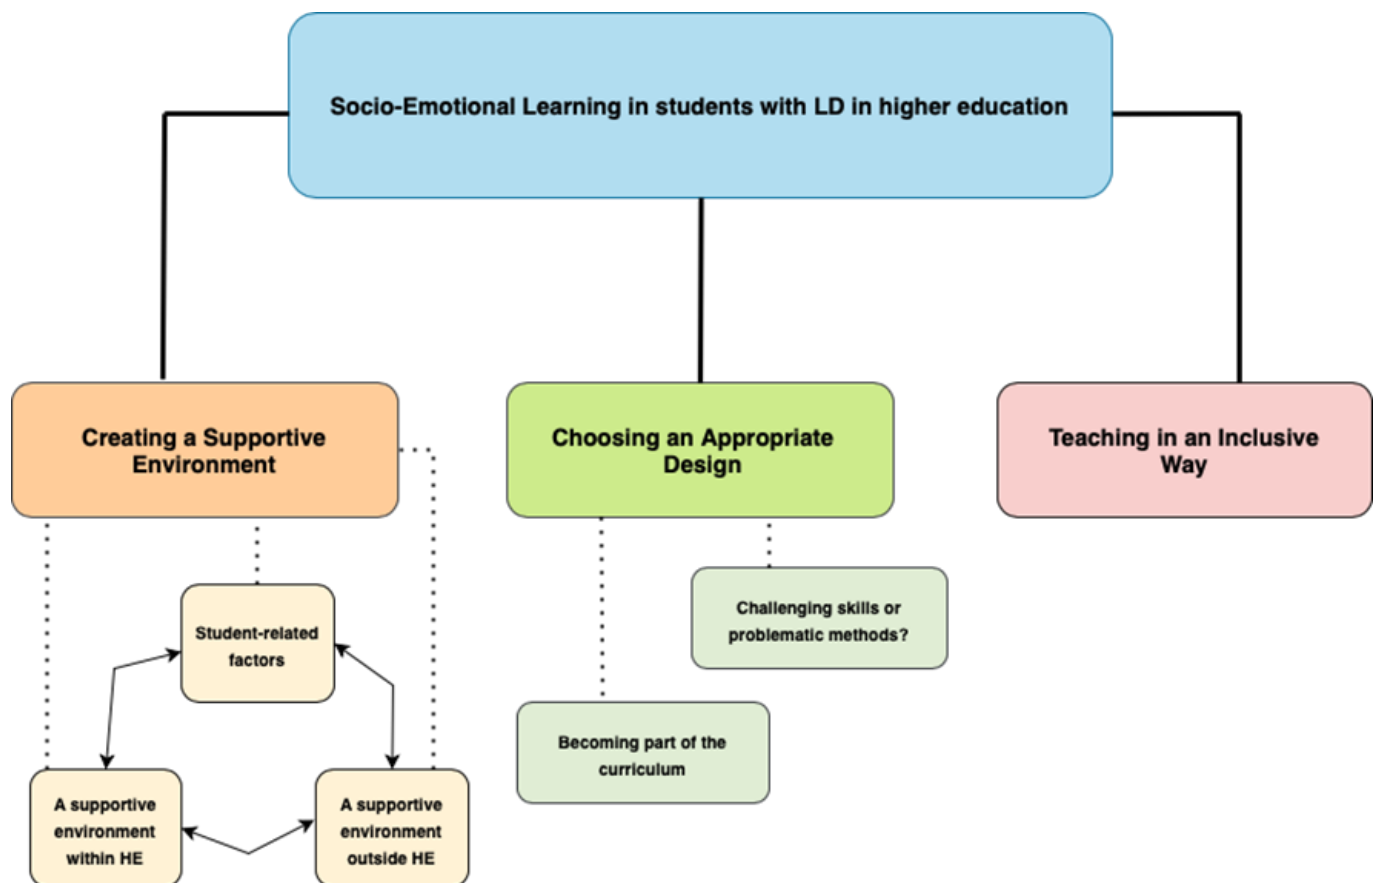 Socio-Emotional Learning in students with LD in higher education
Creating a Supportive
Environment
Choosing an Appropriate
Design
Teaching in an Inclusive
Way
Student-related
factors
A supportive
environment
within HE
A supportive
environment
outside HE
Challenging skills or
problematic methods?
Becoming part of the
curriculum